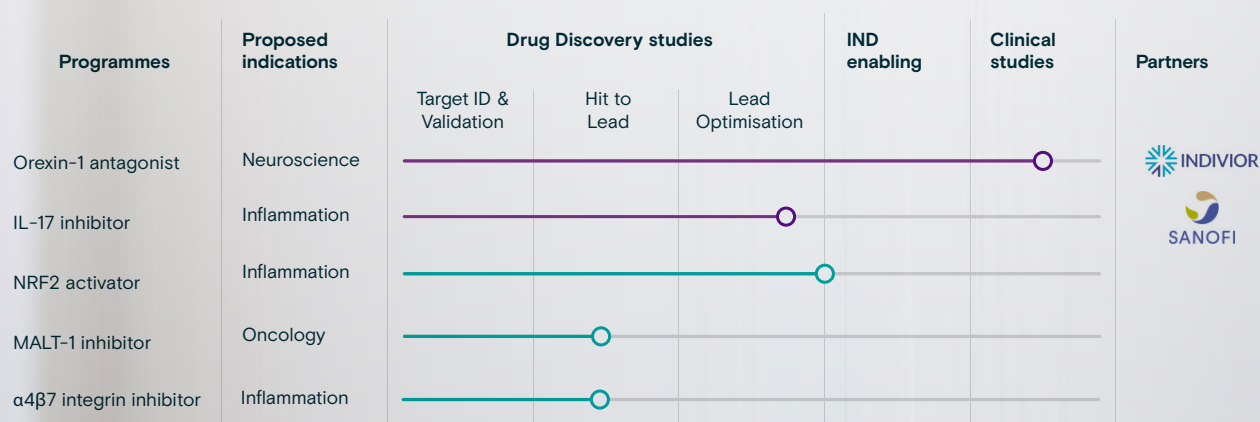 Programmes
Proposed
indications
Drug Discovery studies
IND
enabling
Clinical
studies
Partners
Target ID &
Validation
Hit to
Lead
Lead
Optimisation
Orexin-1 antagonist
Neuroscience
INDIVIOR
IL-17 inhibitor
Inflammation
SANOFI
NRF2 activator
Inflammation
MALT-1 inhibitor
Oncology
α4β7 integrin inhibitor
Inflammation